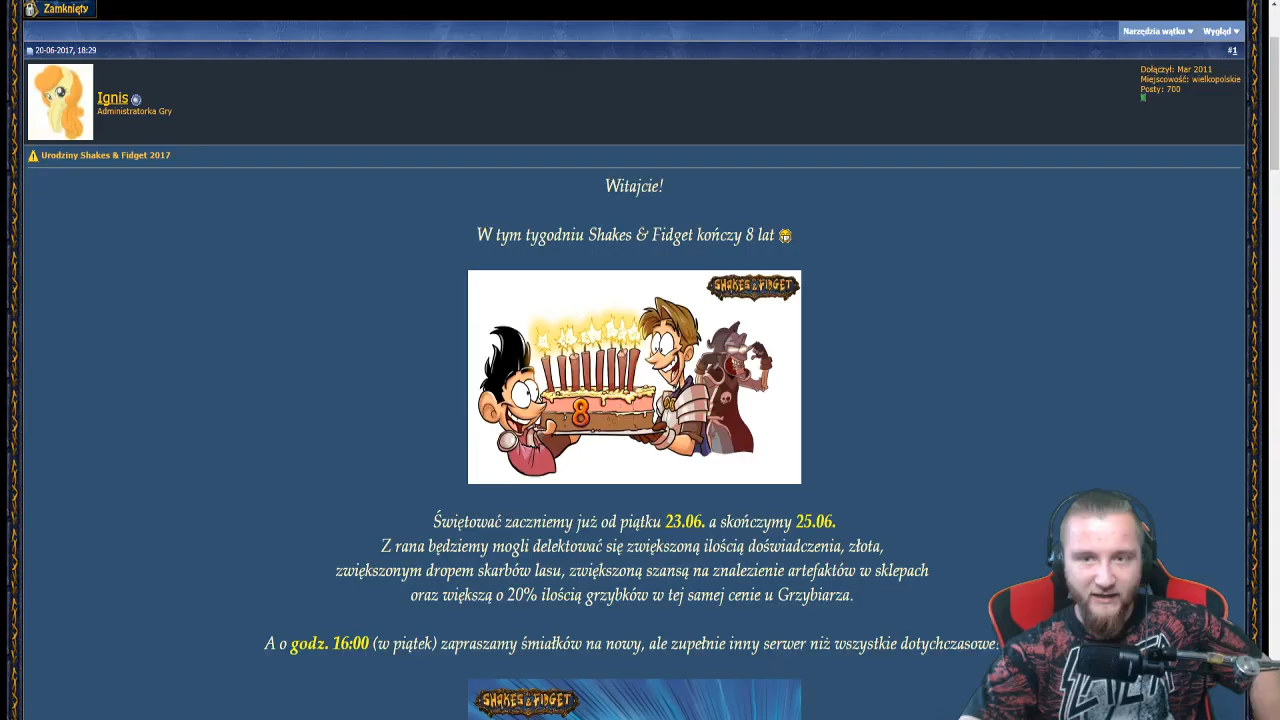 Zamknięty
Narzędzia wątku Wygląd
20-06-2017, 18:29 #1
Ignis
Administratorka Gry
Dołączył: Mar 2011
Miejscowość: wielkopolskie
Posty: 700
Urodziny Shakes & Fidget 2017
Witajcie!
W tym tygodniu Shakes & Fidget kończy 8 lat
SHAKES & FIDGET
8
Świętować zaczniemy już od piątku 23.06. a skończymy 25.06.
Z rana będziemy mogli delektować się zwiększoną ilością doświadczenia, złota,
zwiększonym dropem skarbów lasu, zwiększoną szansą na znalezienie artefaktów w sklepach
oraz większą o 20% ilością grzybków w tej samej cenie u Grzybiarza.
A o godz. 16:00 (w piątek) zapraszamy śmiałków na nowy, ale zupełnie inny serwer niż wszystkie dotychczasowe.
SHAKES & FIDGET
SLAYER